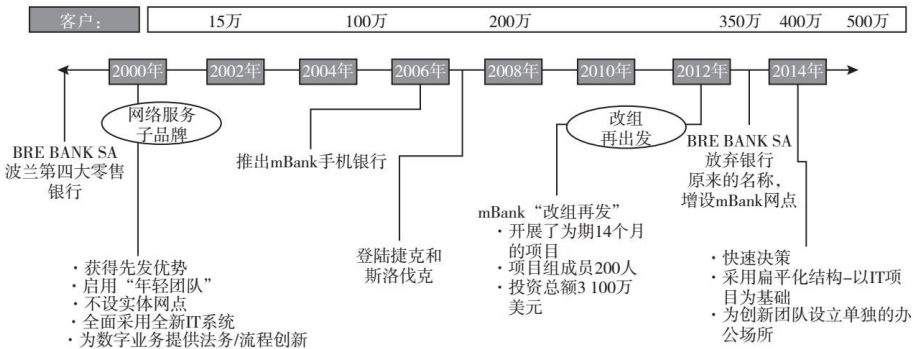 客户：
15万 100万 200万 350万 400万 500万
2000年 2002年 2004年 2006年 2008年 2010年 2012年 2014年
网络服务
子品牌
改组
再出发
BRE BANK SA
波兰第四大零售
银行
推出mBank手机银行
BRE BANK SA
放弃银行
原来的名称，
增设mBank网点
登陆捷克和
斯洛伐克
mBank“改组再发”
·开展了为期14个月
的项目
·项目组成员200人
·投资总额3 100万
美元
·获得先发优势
·启用“年轻团队”
·不设实体网点
·全面采用全新IT系统
·为数字业务提供法务/流程创新
·快速决策
·采用扁平化结构-以IT项
目为基础
·为创新团队设立单独的办
公场所